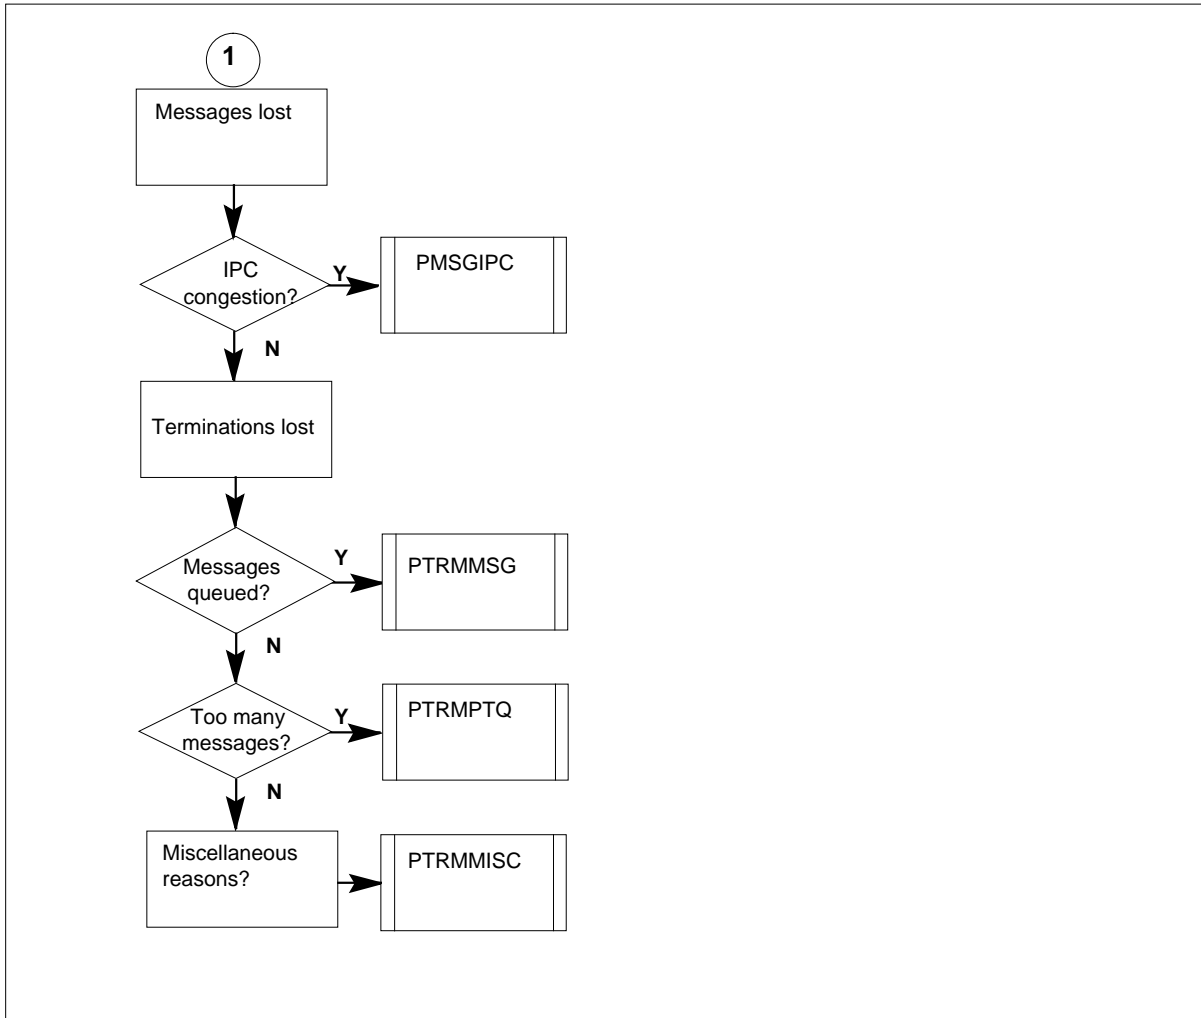 1
Messages lost
IPC
congestion?
Y
PMSGIPC
N
Terminations lost
Messages
queued?
Y
PTRMMSG
N
Too many
messages?
Y
PTRMPTQ
N
Miscellaneous
reasons?
PTRMMISC